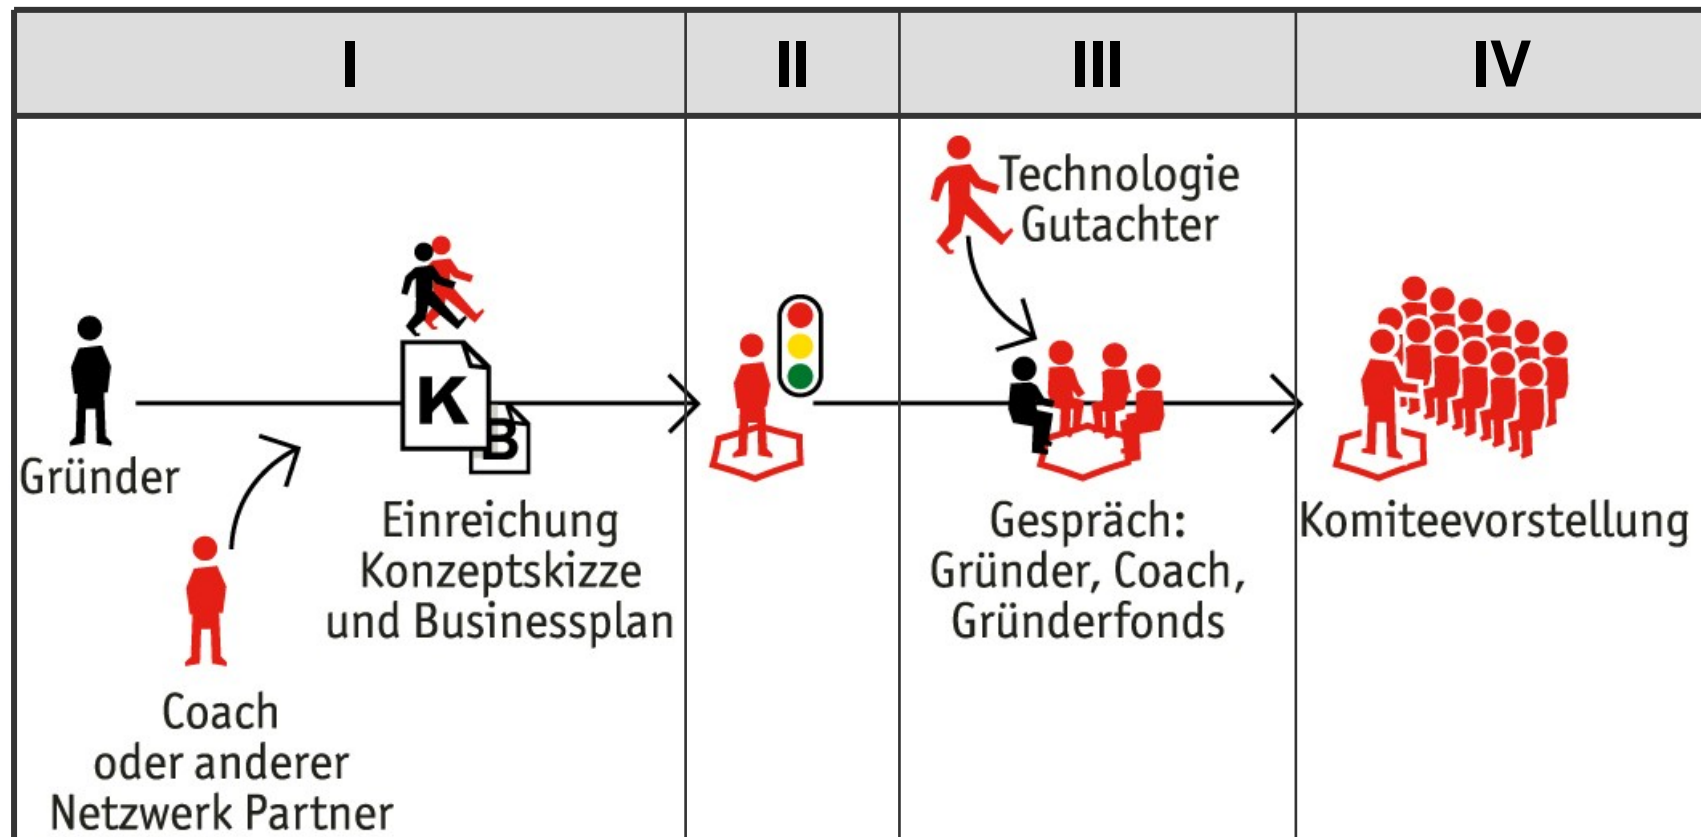 I
II
III
IV
Gründer
Coach
oder anderer
Netzwerk Partner
K
B
Einreichung
Konzeptskizze
und Businessplan
Technologie
Gutachter
Gespräch:
Gründer, Coach,
Gründerfonds
Komiteevorstellung